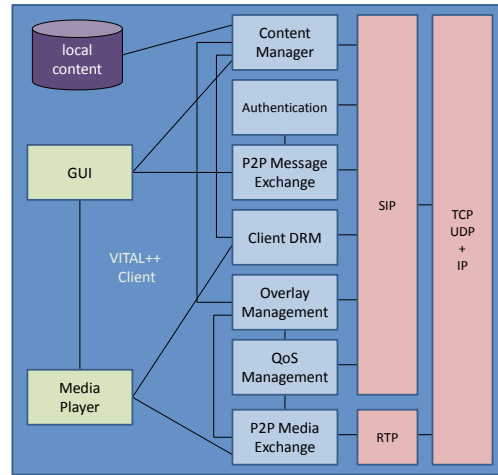 local
content
Content
Manager
Authentication
GUI
P2P Message
Exchange
SIP
TCP
UDP
+
IP
VITAL++
Client
Client DRM
Overlay
Management
QoS
Management
Media
Player
P2P Media
Exchange
RTP